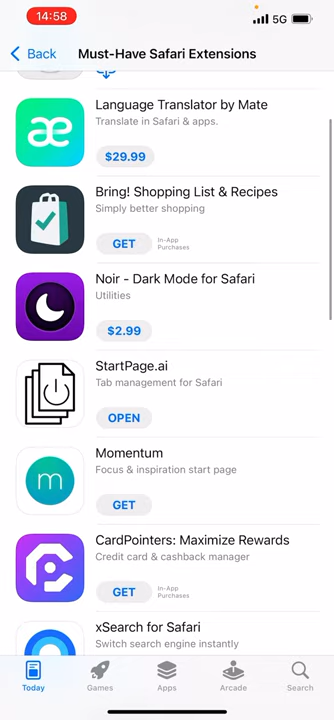 14:58
5G
Back
Must-Have Safari Extensions
Language Translator by Mate
Translate in Safari & apps.
æ
$29.99
Bring! Shopping List & Recipes
Simply better shopping
GET
In-App
Purchases
Noir - Dark Mode for Safari
Utilities
$2.99
StartPage.ai
Tab management for Safari
OPEN
Momentum
Focus & inspiration start page
m
GET
CardPointers: Maximize Rewards
Credit card & cashback manager
GET
In-App
Purchases
xSearch for Safari
Switch search engine instantly
Today
Games
Apps
Arcade
Search